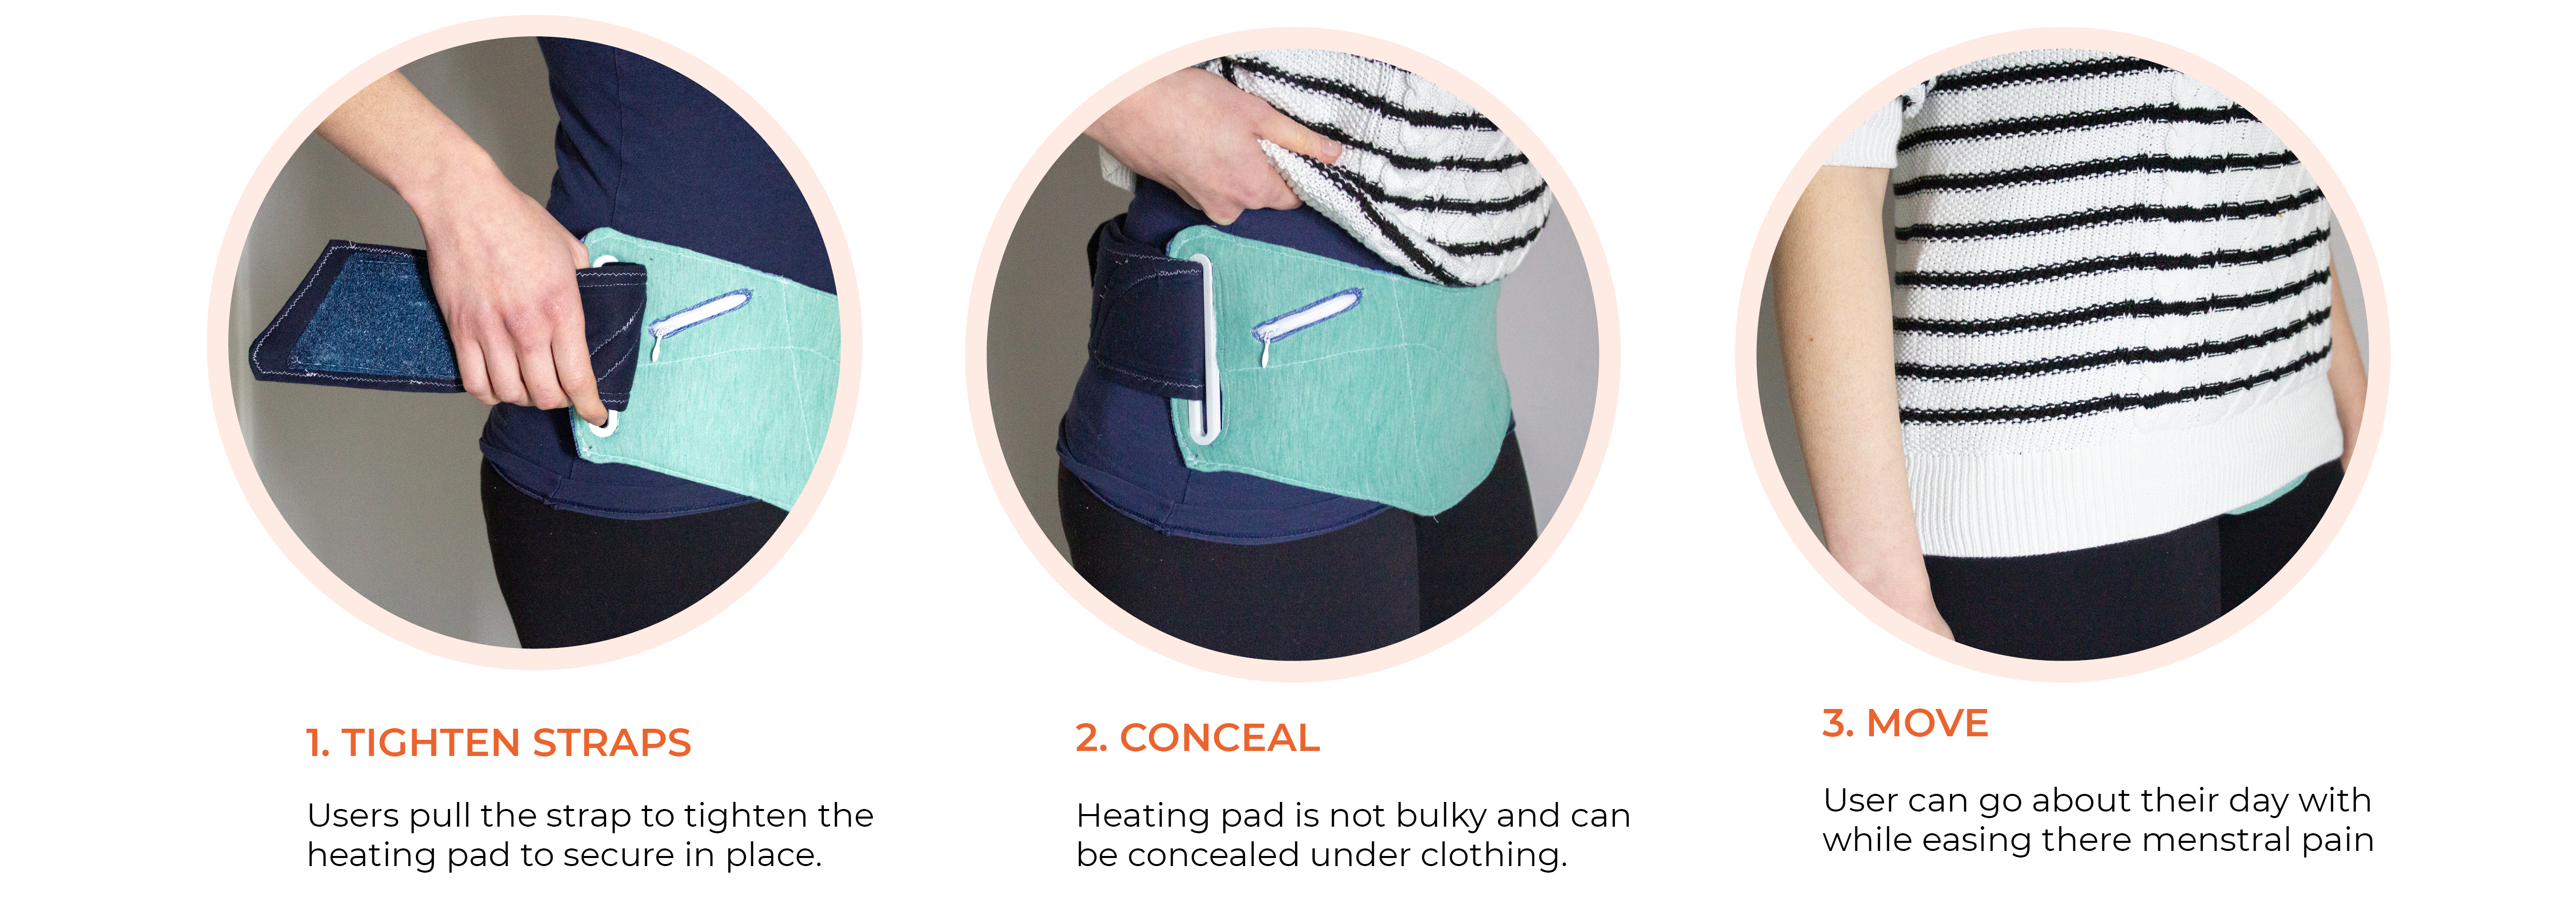 1. TIGHTEN STRAPS
Users pull the strap to tighten the
heating pad to secure in place.
2. CONCEAL
Heating pad is not bulky and can
be concealed under clothing.
3. MOVE
User can go about their day with
while easing there menstral pain